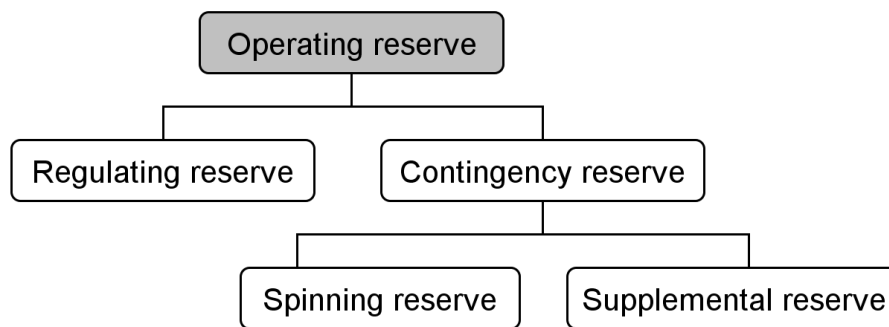 Operating reserve
Regulating reserve
Contingency reserve
Spinning reserve
Supplemental reserve